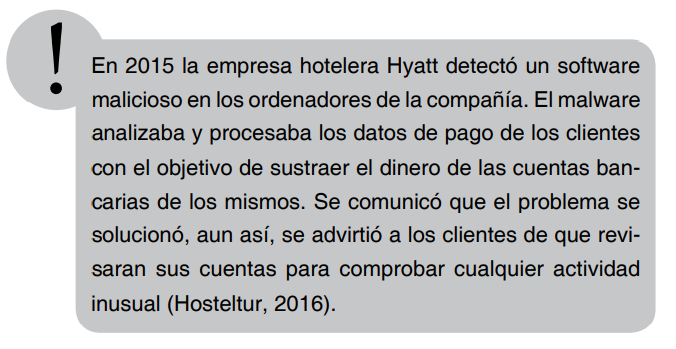 !
En 2015 la empresa hotelera Hyatt detectó un software
malicioso en los ordenadores de la compañía. El malware
analizaba y procesaba los datos de pago de los clientes
con el objetivo de sustraer el dinero de las cuentas ban-
carias de los mismos. Se comunicó que el problema se
solucionó, aun así, se advirtió a los clientes de que revi-
saran sus cuentas para comprobar cualquier actividad
inusual (Hosteltur, 2016).